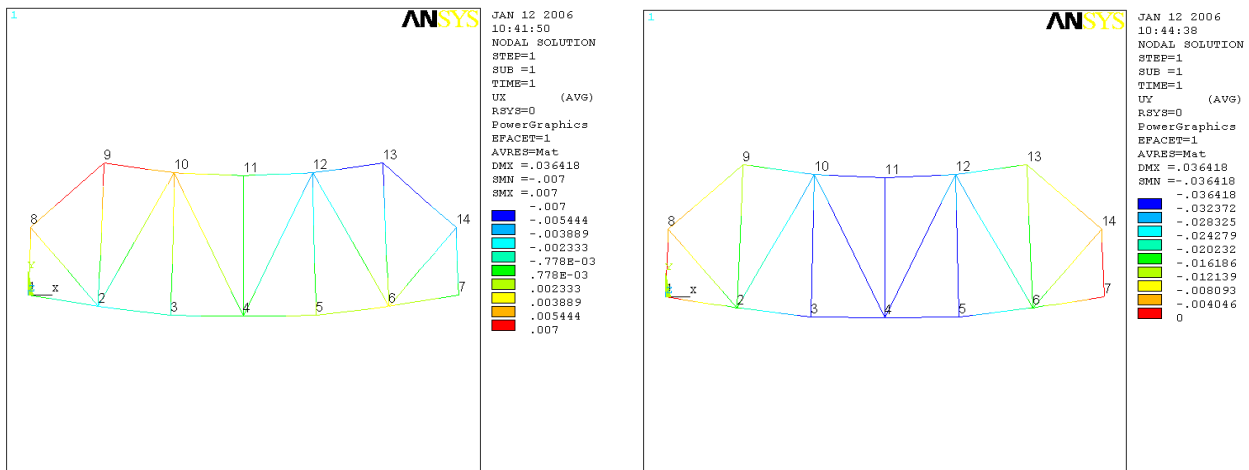 1
ANSYS
JAN 12 2006
10:41:50
NODAL SOLUTION
STEP=1
SUB =1
TIME=1
UX (AVG)
RSYS=0
PowerGraphics
EFACET=1
AVRES=Mat
DMX =.036418
SMN =-.007
SMX =.007
-.007
-.005444
-.003889
-.002333
-.778E-03
.778E-03
.002333
.003889
.005444
.007
9
10
11
12
13
8
14
Y
1
X
2
3
4
5
6
7
1
ANSYS
JAN 12 2006
10:44:38
NODAL SOLUTION
STEP=1
SUB =1
TIME=1
UY (AVG)
RSYS=0
PowerGraphics
EFACET=1
AVRES=Mat
DMX =.036418
SMN =-.036418
-.036418
-.032372
-.028325
-.024279
-.020232
-.016186
-.012139
-.008093
-.004046
0
9
10
11
12
13
8
14
Y
1
X
2
3
4
5
6
7